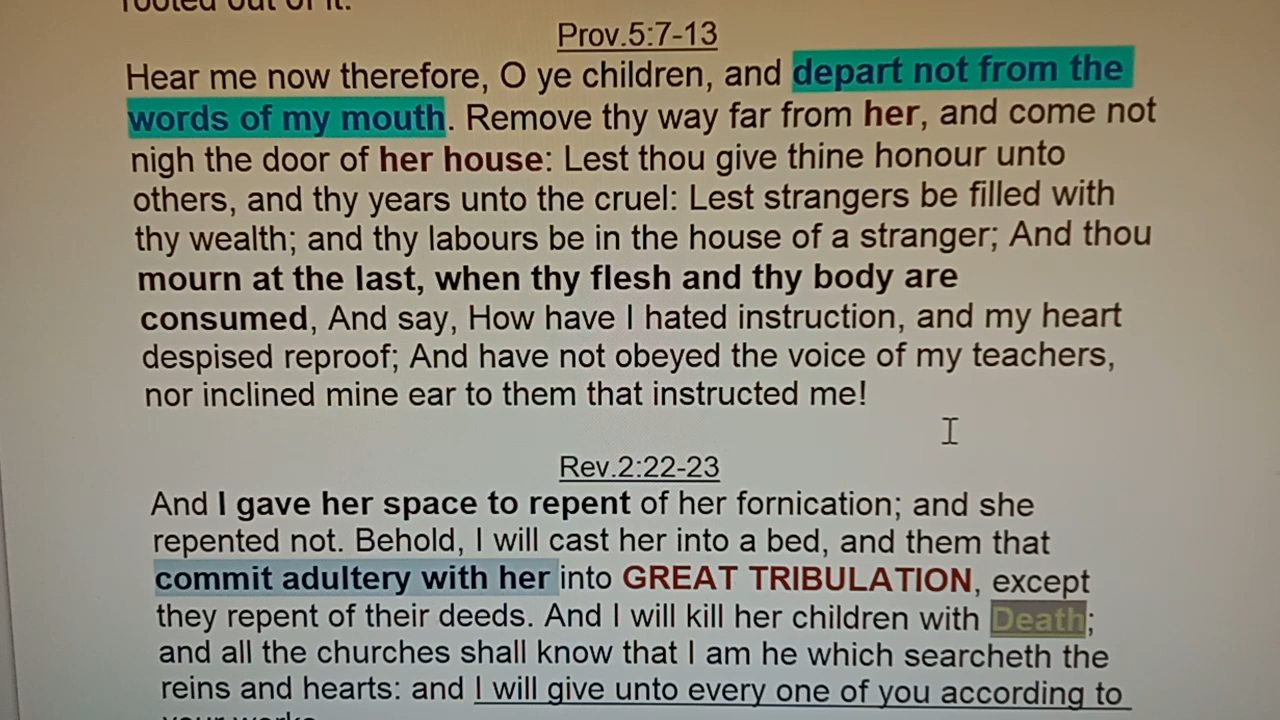 rooted out of it.
Prov.5:7-13
Hear me now therefore, O ye children, and depart not from the
words of my mouth. Remove thy way far from her, and come not
nigh the door of her house: Lest thou give thine honour unto
others, and thy years unto the cruel: Lest strangers be filled with
thy wealth; and thy labours be in the house of a stranger; And thou
mourn at the last, when thy flesh and thy body are
consumed, And say, How have I hated instruction, and my heart
despised reproof; And have not obeyed the voice of my teachers,
nor inclined mine ear to them that instructed me!
Rev.2:22-23
And I gave her space to repent of her fornication; and she
repented not. Behold, I will cast her into a bed, and them that
commit adultery with her into GREAT TRIBULATION, except
they repent of their deeds. And I will kill her children with Death;
and all the churches shall know that I am he which searcheth the
reins and hearts: and I will give unto every one of you according to
your works.